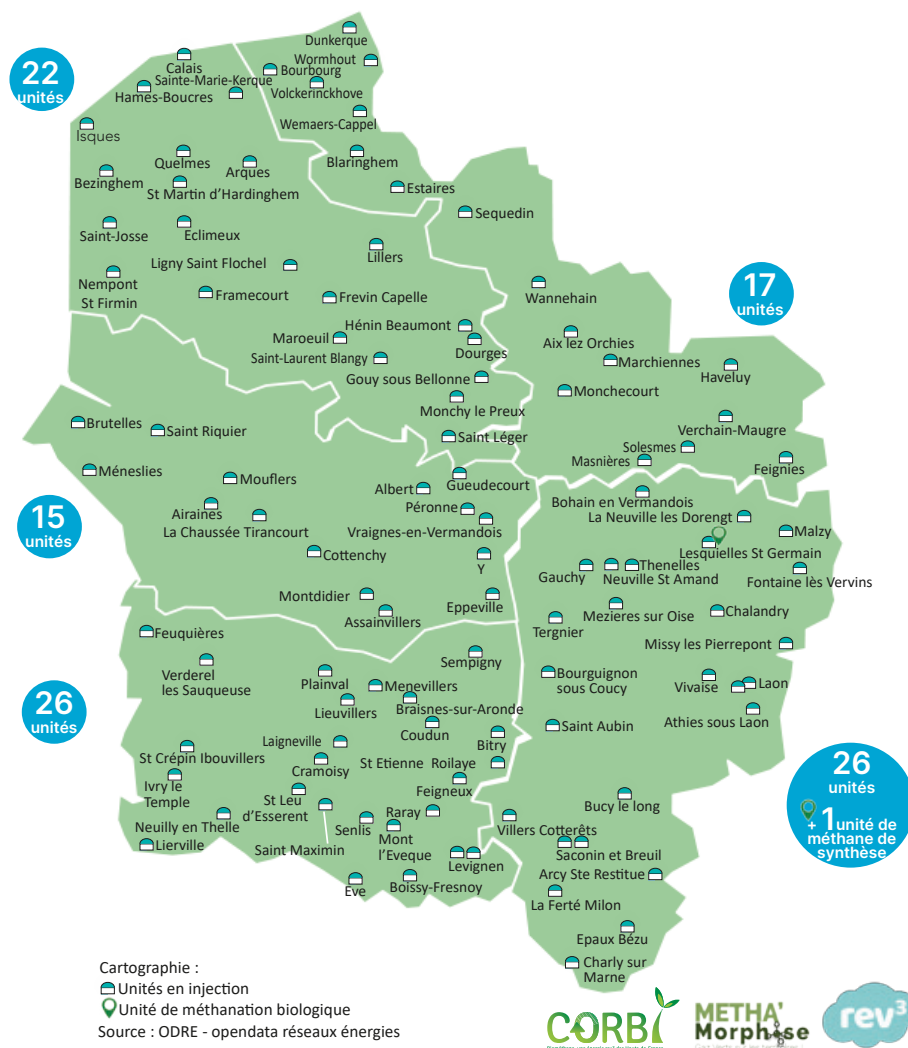 Dunkerque
Wormhout
Bourbourg
Volckerinckhove
Wemaers-Cappel
Blaringhem
Estaires
Sequedin
22
unités
Calais
Sainte-Marie-Kerque
Hames-Boucres
Isques
Quelmes
Arques
Bezinghem
St Martin d’Hardinghem
Saint-Josse
Eclimeux
Lillers
Ligny Saint Flochel
Nempont
St Firmin
Framecourt
Frevin Capelle
Hénin Beaumont
Maroeuil
Dourges
Saint-Laurent Blangy
Gouy sous Bellonne
Monchy le Preux
Saint Léger
17
unités
Wannehain
Aix lez Orchies
Marchiennes
Haveluy
Monchecourt
Verchain-Maugre
Solesmes
Masnières
Feignies
15
unités
Brutelles
Saint Riquier
Méneslies
Mouflers
Albert
Gueudecourt
Airaines
Péronne
La Chaussée Tirancourt
Vraignes-en-Vermandois
Cottenchy
Y
Montdidier
Eppeville
Assainvillers
Bohain en Vermandois
La Neuville les Dorengt
Malzy
Lesquielles St Germain
Gauchy
Thenelles
Neuville St Amand
Fontaine lès Vervins
Mezieres sur Oise
Chalandry
Tergnier
Missy les Pierrepont
Bourguignon
sous Coucy
Vivaise
Laon
Athies sous Laon
Saint Aubin
Bucy le long
Villers Cotterêts
Saconin et Breuil
Arcy Ste Restitue
La Ferté Milon
Epaux Bézu
Charly sur
Marne
26
unités
+ 1 unité de
méthane de
synthèse
26
unités
Feuquières
Verderel
les Sauqueuse
Sempigny
Plainval
Menevillers
Lieuvillers
Braisnes-sur-Aronde
Coudun
Bitry
Laigneville
St Crépin Ibouvillers
Cramoisy
St Etienne Roilaye
Ivry le
Temple
Feigneux
St Leu
d’Esserent
Neuilly en Thelle
Raray
Senlis
Mont
l’Eveque
Lierville
Saint Maximin
Levignen
Eve
Boissy-Fresnoy
Cartographie :
Unités en injection
Unité de méthanation biologique
Source : ODRE - opendata réseaux énergies
CORBI
METHA'
Morphose
rev³